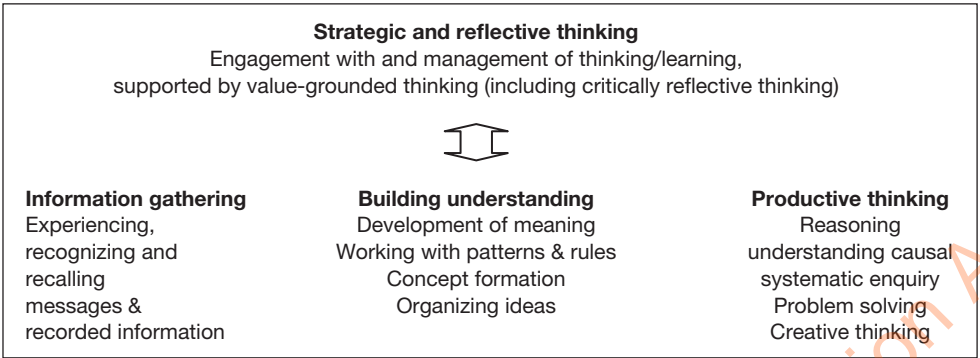 Strategic and reflective thinking
Engagement with and management of thinking/learning,
supported by value-grounded thinking (including critically reflective thinking)
Information gathering
Experiencing,
recognizing and
recalling
messages &
recorded information
Building understanding
Development of meaning
Working with patterns & rules
Concept formation
Organizing ideas
Productive thinking
Reasoning
understanding causal
systematic enquiry
Problem solving
Creative thinking